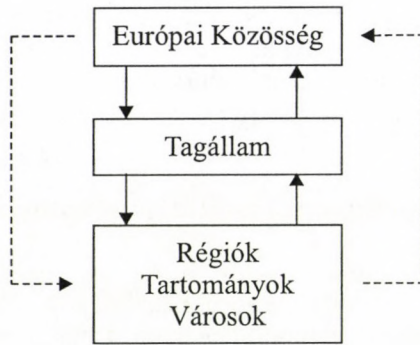 Európai Közösség
Tagállam
Régiók
Tartományok
Városok